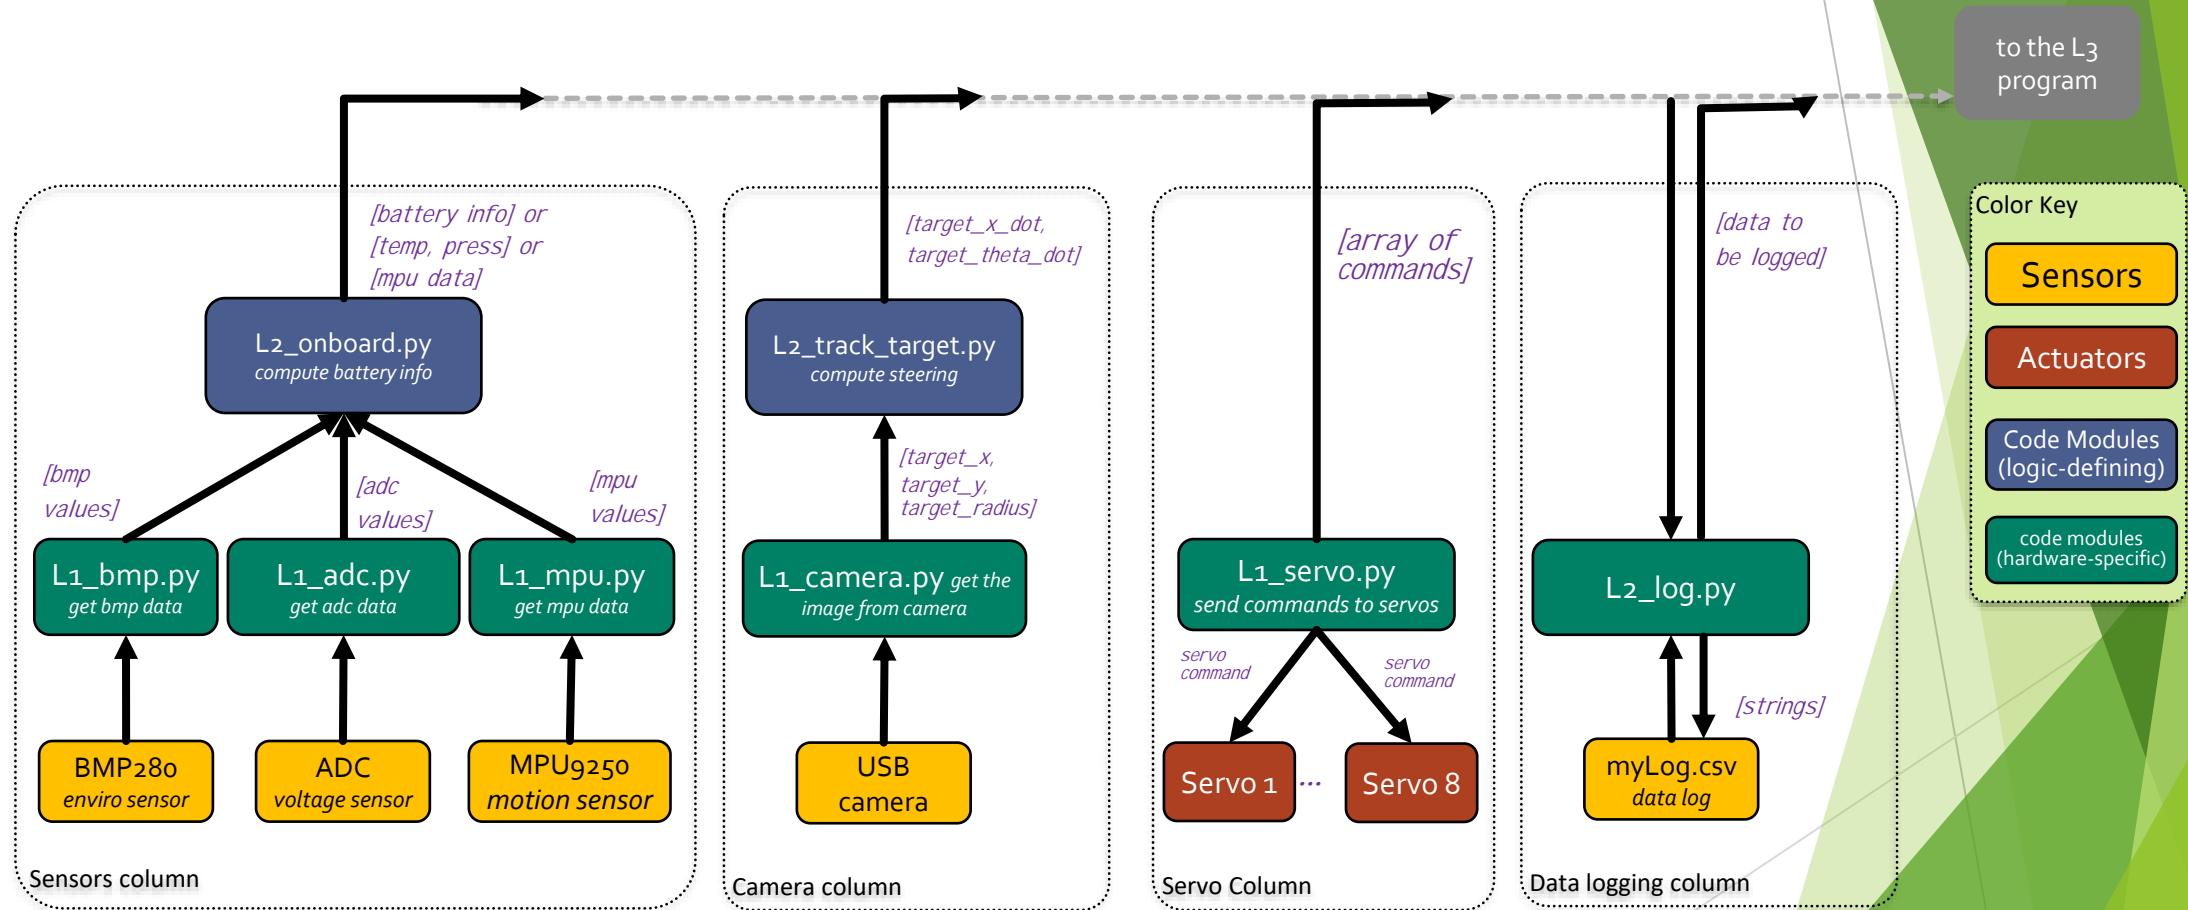 to the L3
program
[battery info] or
[temp, press] or
[mpu data]
L2_onboard.py
compute battery info
[bmp
values]
[adc
values]
[mpu
values]
L1_bmp.py
get bmp data
L1_adc.py
get adc data
L1_mpu.py
get mpu data
BMP280
enviro sensor
ADC
voltage sensor
MPU9250
motion sensor
Sensors column
[target_x_dot,
target_theta_dot]
L2_track_target.py
compute steering
[target_x,
target_y,
target_radius]
L1_camera.py get the
image from camera
USB
camera
Camera column
[array of
commands]
L1_servo.py
send commands to servos
servo
command
servo
command
Servo 1
...
Servo 8
Servo Column
[data to
be logged]
L2_log.py
[strings]
myLog.csv
data log
Data logging column
Color Key
Sensors
Actuators
Code Modules
(logic-defining)
code modules
(hardware-specific)